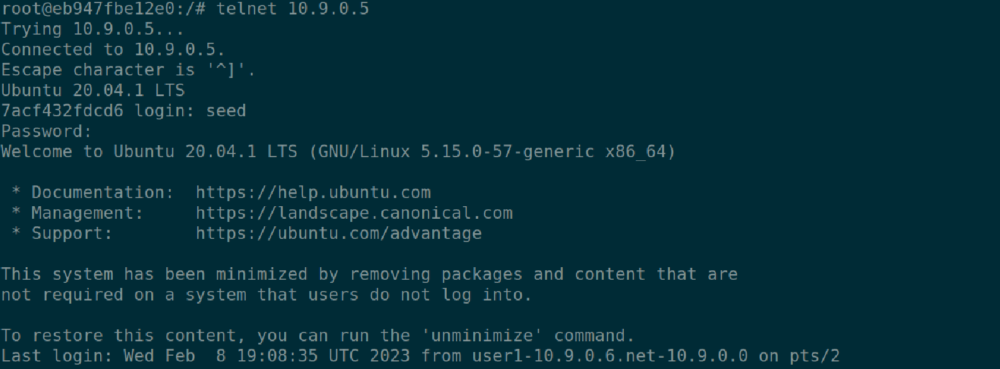 root@eb947fbe12e0:/# telnet 10.9.0.5
Trying 10.9.0.5...
Connected to 10.9.0.5.
Escape character is '^]'.
Ubuntu 20.04.1 LTS
7acf432fdcd6 login: seed
Password:
Welcome to Ubuntu 20.04.1 LTS (GNU/Linux 5.15.0-57-generic x86_64)
 * Documentation:  https://help.ubuntu.com
 * Management:     https://landscape.canonical.com
 * Support:        https://ubuntu.com/advantage
This system has been minimized by removing packages and content that are
not required on a system that users do not log into.
To restore this content, you can run the 'unminimize' command.
Last login: Wed Feb  8 19:08:35 UTC 2023 from user1-10.9.0.6.net-10.9.0.0 on pts/2